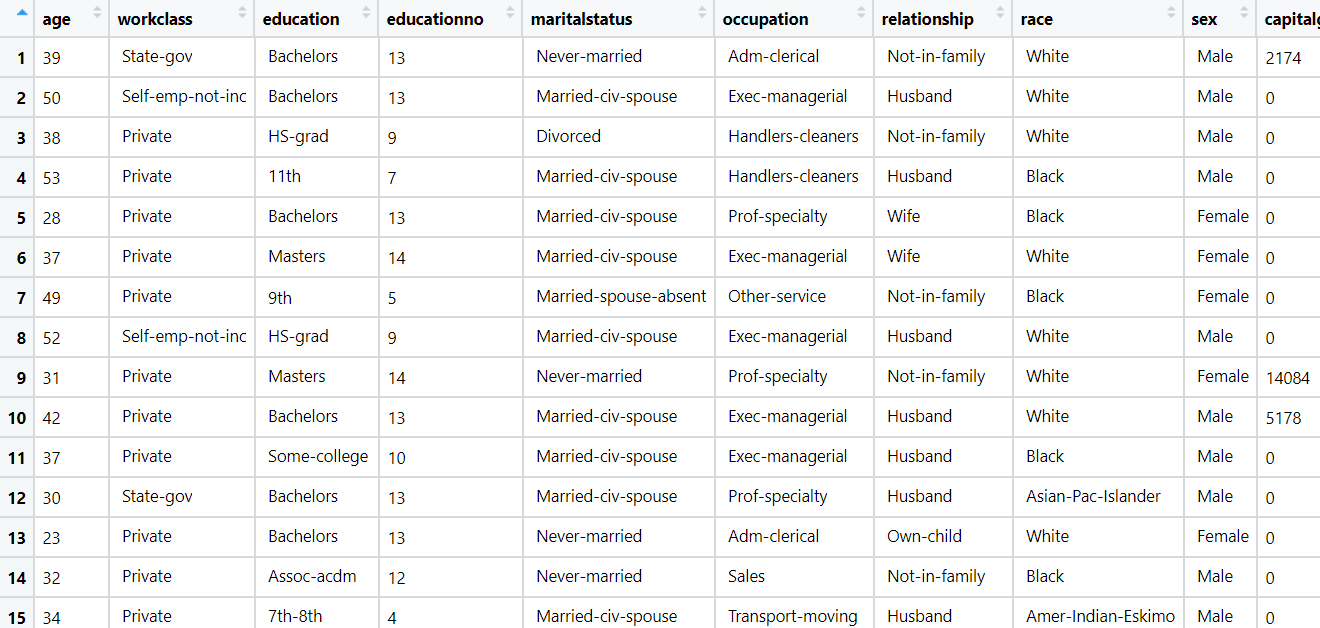 age workclass education educationno maritalstatus occupation relationship race sex capitalg
1 39 State-gov Bachelors 13 Never-married Adm-clerical Not-in-family White Male 2174
2 50 Self-emp-not-inc Bachelors 13 Married-civ-spouse Exec-managerial Husband White Male 0
3 38 Private HS-grad 9 Divorced Handlers-cleaners Not-in-family White Male 0
4 53 Private 11th 7 Married-civ-spouse Handlers-cleaners Husband Black Male 0
5 28 Private Bachelors 13 Married-civ-spouse Prof-specialty Wife Black Female 0
6 37 Private Masters 14 Married-civ-spouse Exec-managerial Wife White Female 0
7 49 Private 9th 5 Married-spouse-absent Other-service Not-in-family Black Female 0
8 52 Self-emp-not-inc HS-grad 9 Married-civ-spouse Exec-managerial Husband White Male 0
9 31 Private Masters 14 Never-married Prof-specialty Not-in-family White Female 14084
10 42 Private Bachelors 13 Married-civ-spouse Exec-managerial Husband White Male 5178
11 37 Private Some-college 10 Married-civ-spouse Exec-managerial Husband Black Male 0
12 30 State-gov Bachelors 13 Married-civ-spouse Prof-specialty Husband Asian-Pac-Islander Male 0
13 23 Private Bachelors 13 Never-married Adm-clerical Own-child White Female 0
14 32 Private Assoc-acdm 12 Never-married Sales Not-in-family Black Male 0
15 34 Private 7th-8th 4 Married-civ-spouse Transport-moving Husband Amer-Indian-Eskimo Male 0